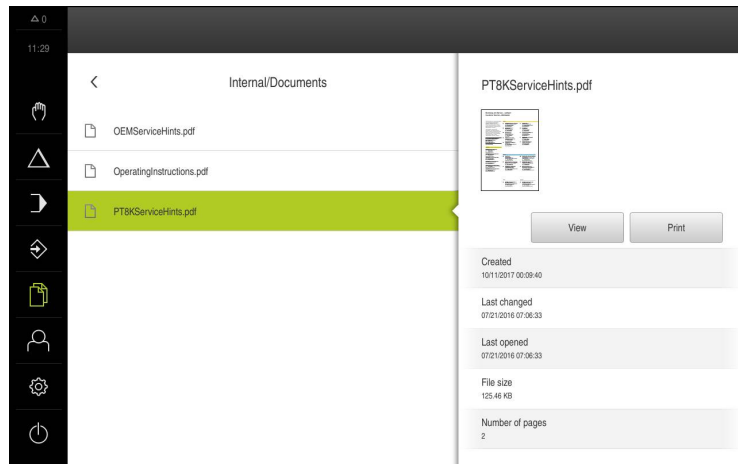 0
11:29
Internal/Documents
OEMServiceHints.pdf
OperatingInstructions.pdf
PT8KServiceHints.pdf
PT8KServiceHints.pdf
View
Print
Created
10/11/2017 00:09:40
Last changed
07/21/2016 07:06:33
Last opened
07/21/2016 07:06:33
File size
125.46 KB
Number of pages
2